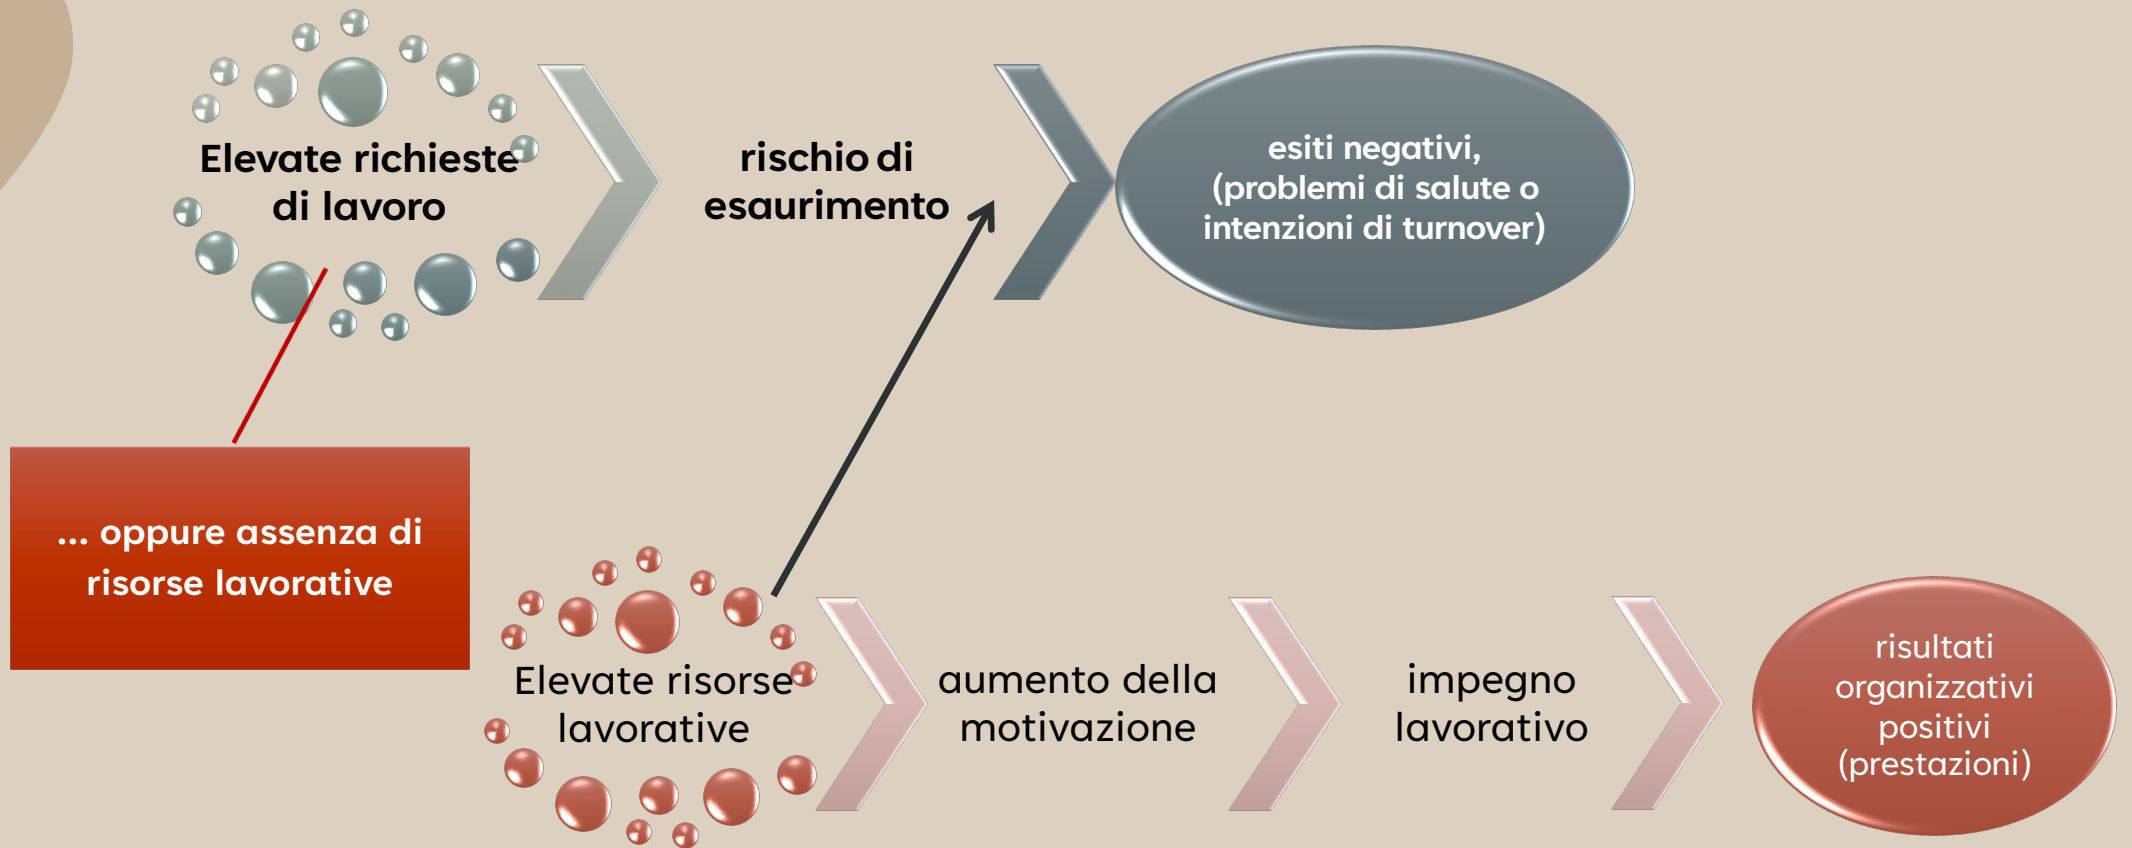 Elevate richieste
di lavoro
rischio di
esaurimento
esiti negativi,
(problemi di salute o
intenzioni di turnover)
... oppure assenza di
risorse lavorative
Elevate risorse
lavorative
aumento della
motivazione
impegno
lavorativo
risultati
organizzativi
positivi
(prestazioni)